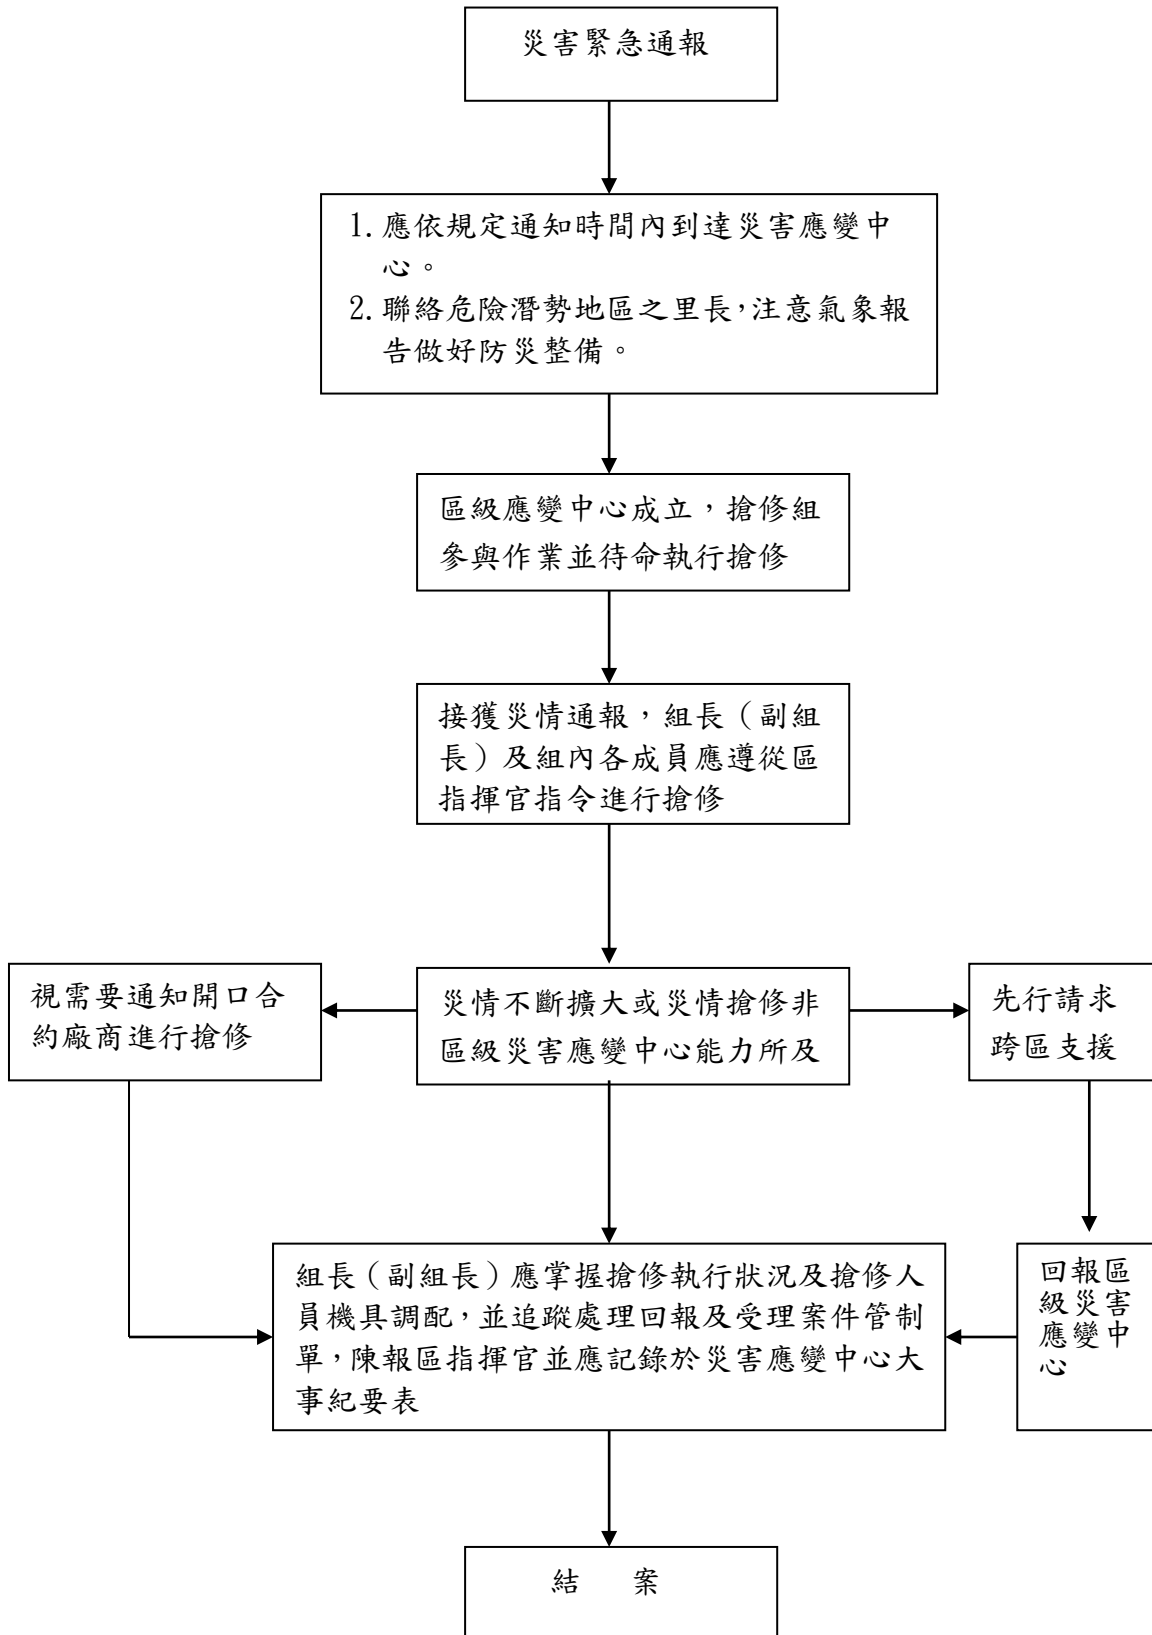 災害緊急通報
1. 應依規定通知時間內到達災害應變中
心。
2. 聯絡危險潛勢地區之里長,注意氣象報
告做好防災整備。
區級應變中心成立，搶修組
參與作業並待命執行搶修
接獲災情通報，組長（副組
長）及組內各成員應遵從區
指揮官指令進行搶修
視需要通知開口合
約廠商進行搶修
災情不斷擴大或災情搶修非
區級災害應變中心能力所及
先行請求
跨區支援
組長（副組長）應掌握搶修執行狀況及搶修人
員機具調配,並追蹤處理回報及受理案件管制
單，陳報區指揮官並應記錄於災害應變中心大
事紀要表
回報區
級災害
應變中
心
結　案